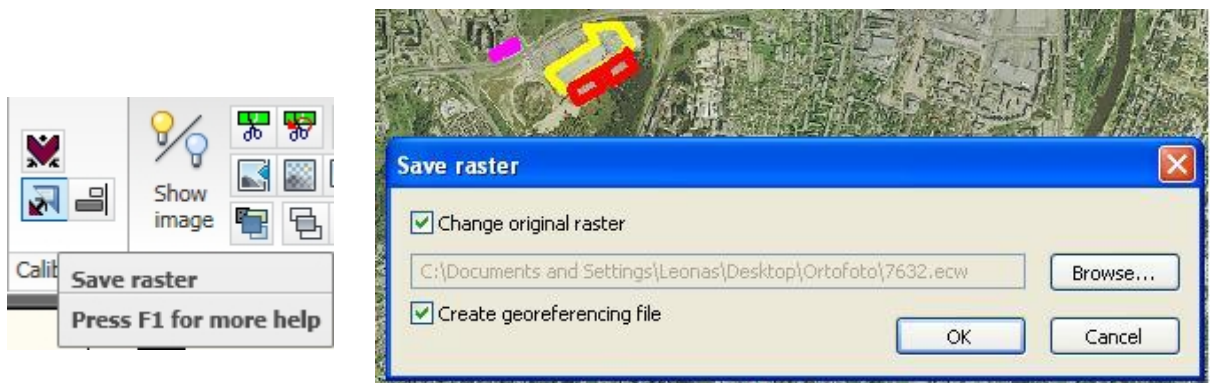 Show
image
Calib
Save raster
Press F1 for more help
Save raster
Change original raster
C:\Documents and Settings\Leonas\Desktop\Ortofoto\7632.ecw
Browse...
Create georeferencing file
OK
Cancel